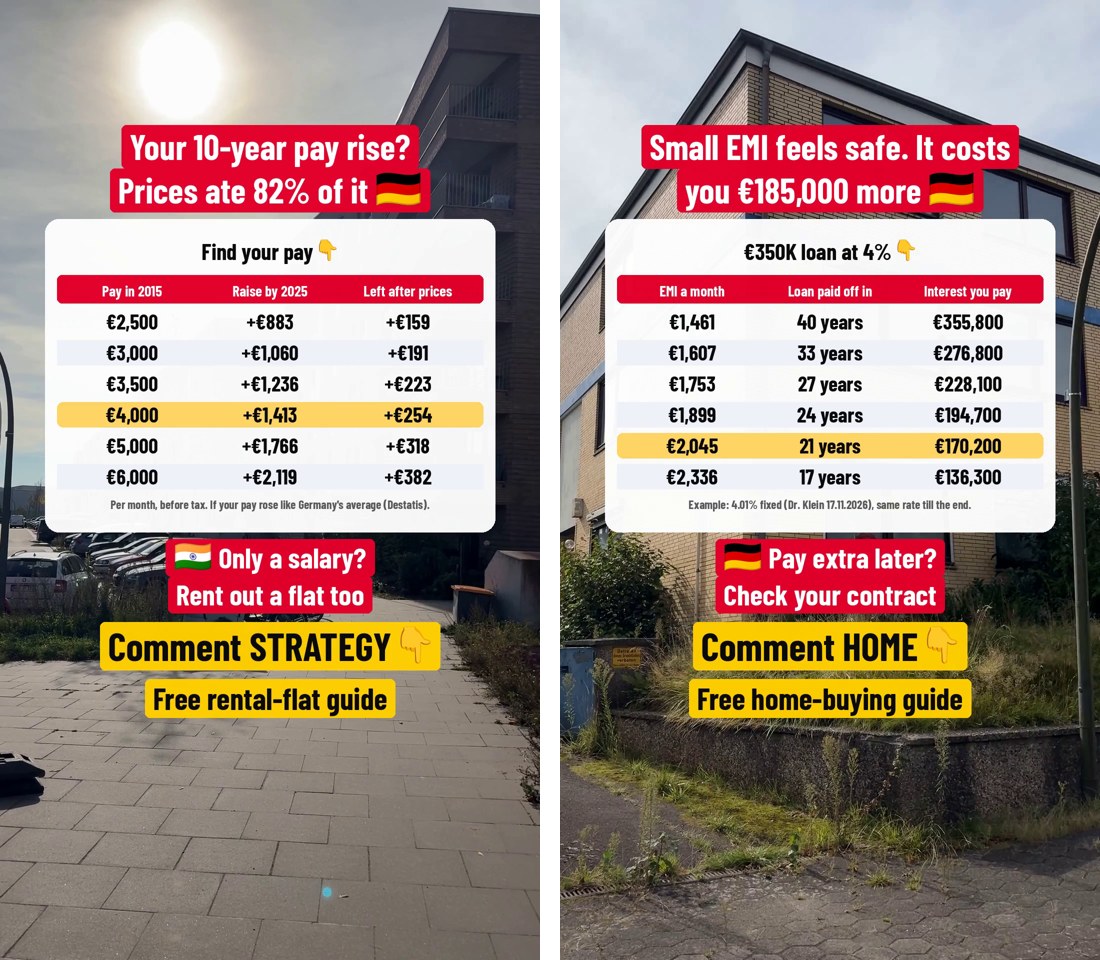 Your 10-year pay rise?
Prices ate 82% of it 🇩🇪
Find your pay 👇
Pay in 2015 Raise by 2025 Left after prices
€2,500 +€883 +€159
€3,000 +€1,060 +€191
€3,500 +€1,236 +€223
€4,000 +€1,413 +€254
€5,000 +€1,766 +€318
€6,000 +€2,119 +€382
Per month, before tax. If your pay rose like Germany's average (Destatis).
🇮🇳 Only a salary?
Rent out a flat too
Comment STRATEGY 👇
Free rental-flat guide
Small EMI feels safe. It costs
you €185,000 more 🇩🇪
€350K loan at 4% 👇
EMI a month Loan paid off in Interest you pay
€1,461 40 years €355,800
€1,607 33 years €276,800
€1,753 27 years €228,100
€1,899 24 years €194,700
€2,045 21 years €170,200
€2,336 17 years €136,300
Example: 4.01% fixed (Dr. Klein 17.11.2026), same rate till the end.
🇩🇪 Pay extra later?
Check your contract
Comment HOME 👇
Free home-buying guide